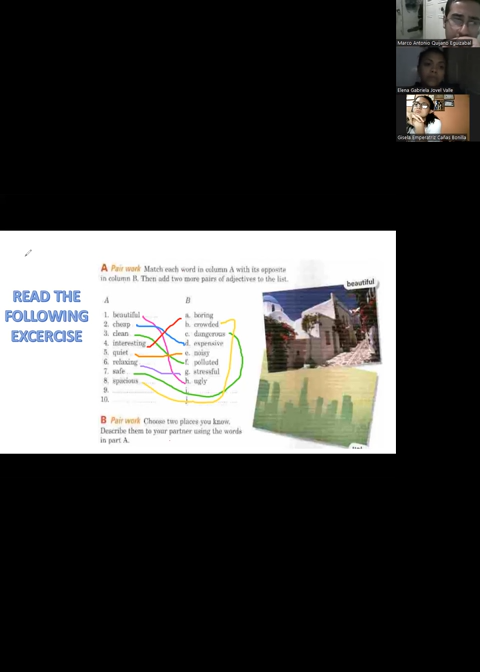 Marco Antonio Quijano Eguizabal
Elena Gabriela Jovel Valle
Gisela Emperatriz Cañas Bonilla
READ THE
FOLLOWING
EXCERCISE
A Pair work Match each word in column A with its opposite
in column B. Then add two more pairs of adjectives to the list.
A B
1. beautiful a. boring
2. cheap b. crowded
3. clean c. dangerous
4. interesting d. expensive
5. quiet e. noisy
6. relaxing f. polluted
7. safe g. stressful
8. spacious h. ugly
9. i.
10. j.
B Pair work Choose two places you know.
Describe them to your partner using the words
in part A.
beautiful